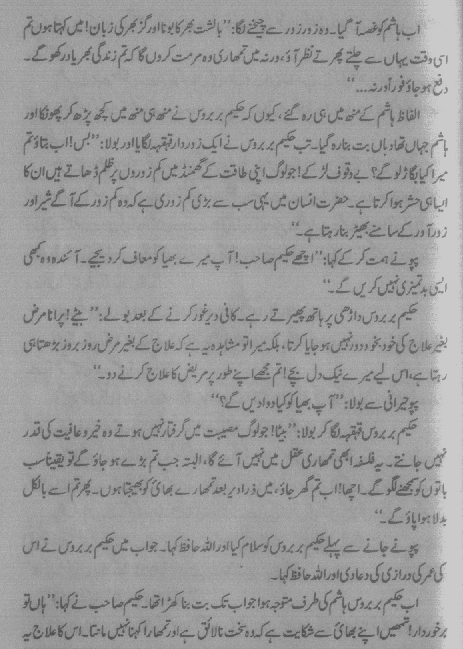 اب ہاشم کو غصہ آ گیا۔ وہ زور زور سے چیخنے لگا: ”بالشت بھر کا بونا اور گز بھر کی زبان! میں کہتا ہوں تم
اسی وقت یہاں سے چلتے پھرتے نظر آؤ، ورنہ میں تمھاری وہ مرمت کروں گا کہ تم زندگی بھر یاد رکھو گے۔
دفع ہو جاؤ فوراً ورنہ...“
الفاظ ہاشم کے منھ میں ہی رہ گئے، کیوں کہ حکیم بربروس نے منھ ہی منھ میں کچھ پڑھ کر پھونکا اور
ہاشم جہاں تھا وہاں بت بنا رہ گیا۔ تب حکیم بربروس نے ایک زوردار قہقہہ لگایا اور بولا: ”بس! اب بتاؤ تم
میرا کیا بگاڑ لو گے؟ بے وقوف لڑکے! جو لوگ اپنی طاقت کے گھمنڈ میں کم زوروں پر ظلم ڈھاتے ہیں ان کا
ایسا ہی حشر ہوا کرتا ہے۔ حضرت انسان میں یہی سب سے بڑی کم زوری ہے کہ وہ کم زور کے آگے شیر اور
زور آور کے سامنے بھیڑ بنا رہتا ہے۔“
پپو نے ہمت کر کے کہا: ”اچھے حکیم صاحب! آپ میرے بھیا کو معاف کر دیجیے۔ آئندہ وہ کبھی
ایسی بدتمیزی نہیں کریں گے۔“
حکیم بربروس داڑھی پر ہاتھ پھیرتے رہے۔ کافی دیر غور کرنے کے بعد بولے: ”بیٹے! پرانا مرض
بغیر علاج کی خود بخود دور نہیں ہو جایا کرتا، بلکہ میرا تو مشاہدہ یہ ہے کہ علاج کے بغیر مرض روز بروز بڑھتا ہی
رہتا ہے، اس لیے میرے نیک دل بچے! تم مجھے اپنے طور پر مریض کا علاج کرنے دو۔“
پپو حیرانی سے بولا: ”آپ بھیا کو کیا دوا دیں گے؟“
حکیم بربروس قہقہہ لگا کر بولا: ”بیٹا! جو لوگ مصیبت میں گرفتار نہیں ہوتے وہ خیر و عافیت کی قدر
نہیں جانتے۔ یہ فلسفہ ابھی تمھاری عقل میں نہیں آئے گا، البتہ جب تم بڑے ہو جاؤ گے تو یقیناً سب
باتوں کو سمجھنے لگو گے۔ اچھا! اب تم گھر جاؤ، میں ذرا دیر بعد تمھارے بھائی کو بھیجتا ہوں۔ پھر تم اسے بالکل
بدلا ہوا پاؤ گے۔“
پپو نے جانے سے پہلے حکیم بربروس کو سلام کیا اور اللہ حافظ کہا۔ جواب میں حکیم بربروس نے اس
کی عمر کی درازی کی دعا دی اور اللہ حافظ کہا۔
اب حکیم بربروس ہاشم کی طرف متوجہ ہوا جو اب تک بت بنا کھڑا تھا۔ حکیم صاحب نے کہا: ”ہاں تو
برخوردار! تمھیں اپنے بھائی سے شکایت ہے کہ وہ سخت نالائق ہے اور تمھارا کہنا نہیں مانتا۔ اس کا علاج یہ